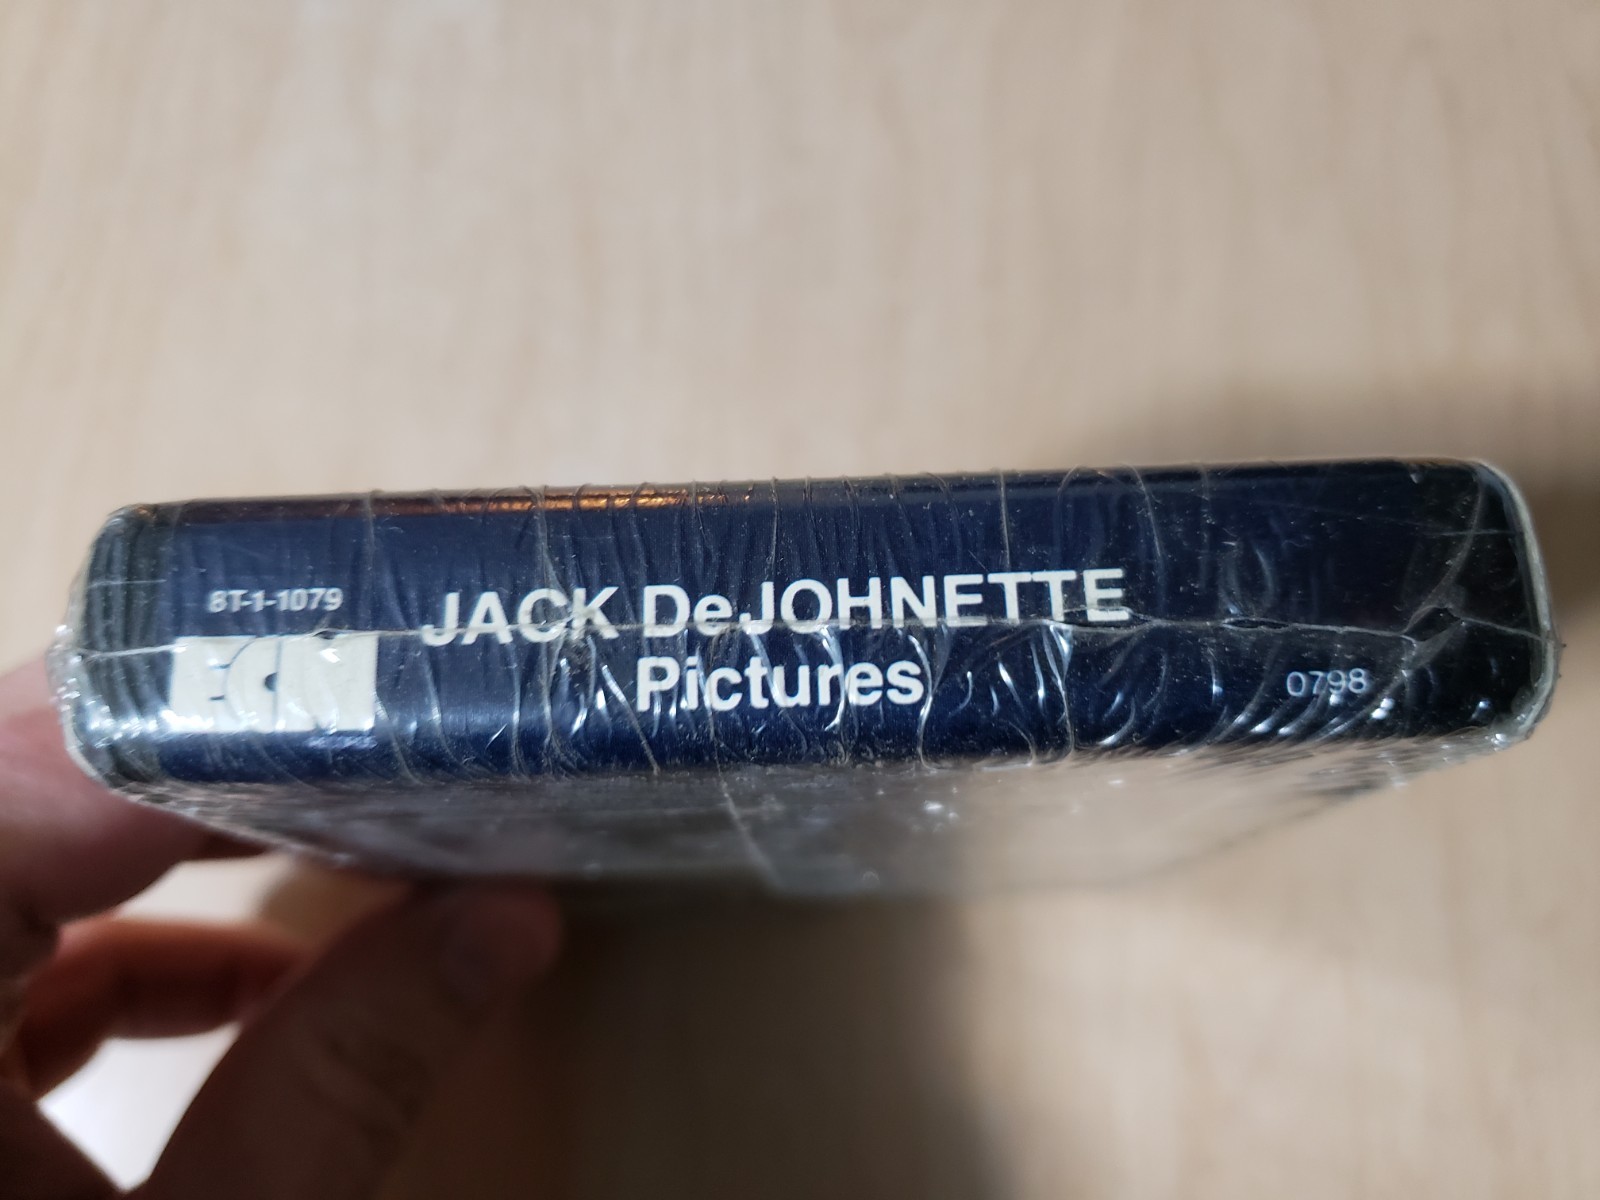 8T-1-1079
ECM
JACK DeJOHNETTE
Pictures
0798